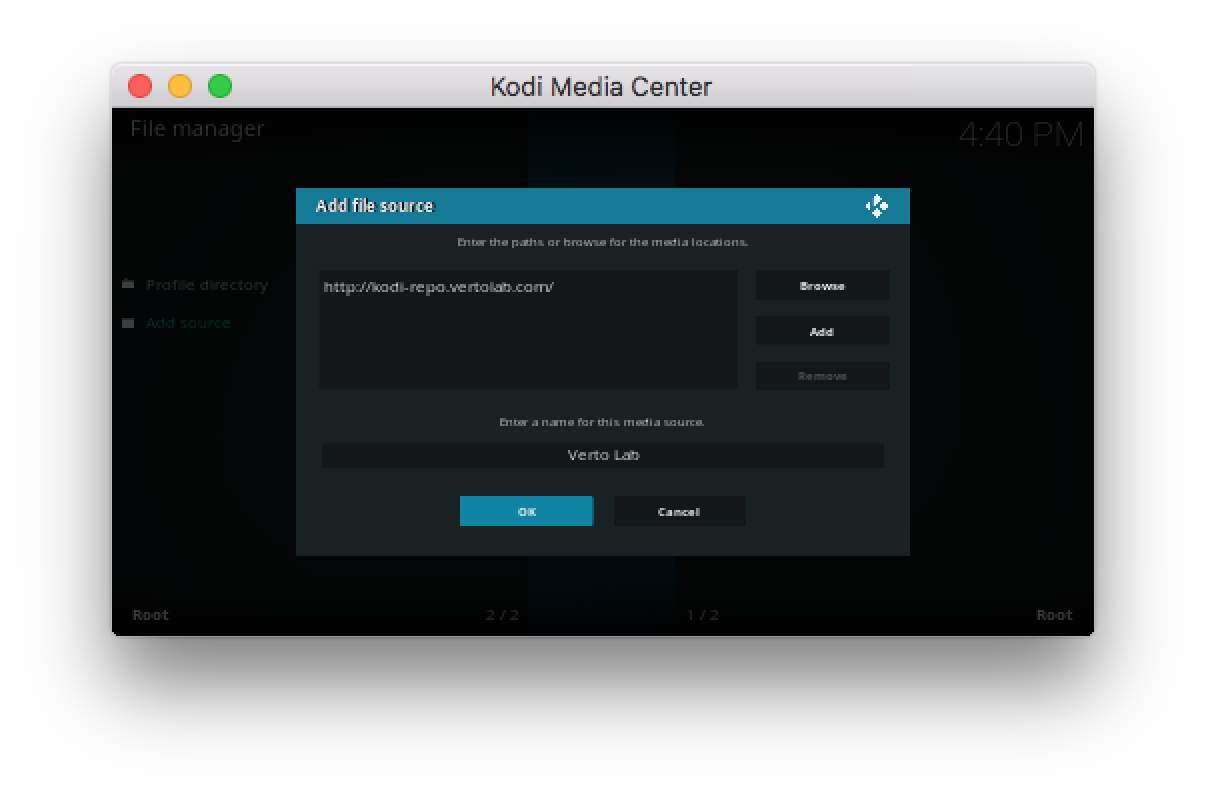 Kodi Media Center
File manager
4:40 PM
Add file source
Enter the paths or browse for the media locations.
http://kodi-repo.vertolab.com/
Browse
Profile directory
Add source
Add
Remove
Enter a name for this media source.
Verto Lab
OK
Cancel
Root
2 / 2
1 / 2
Root